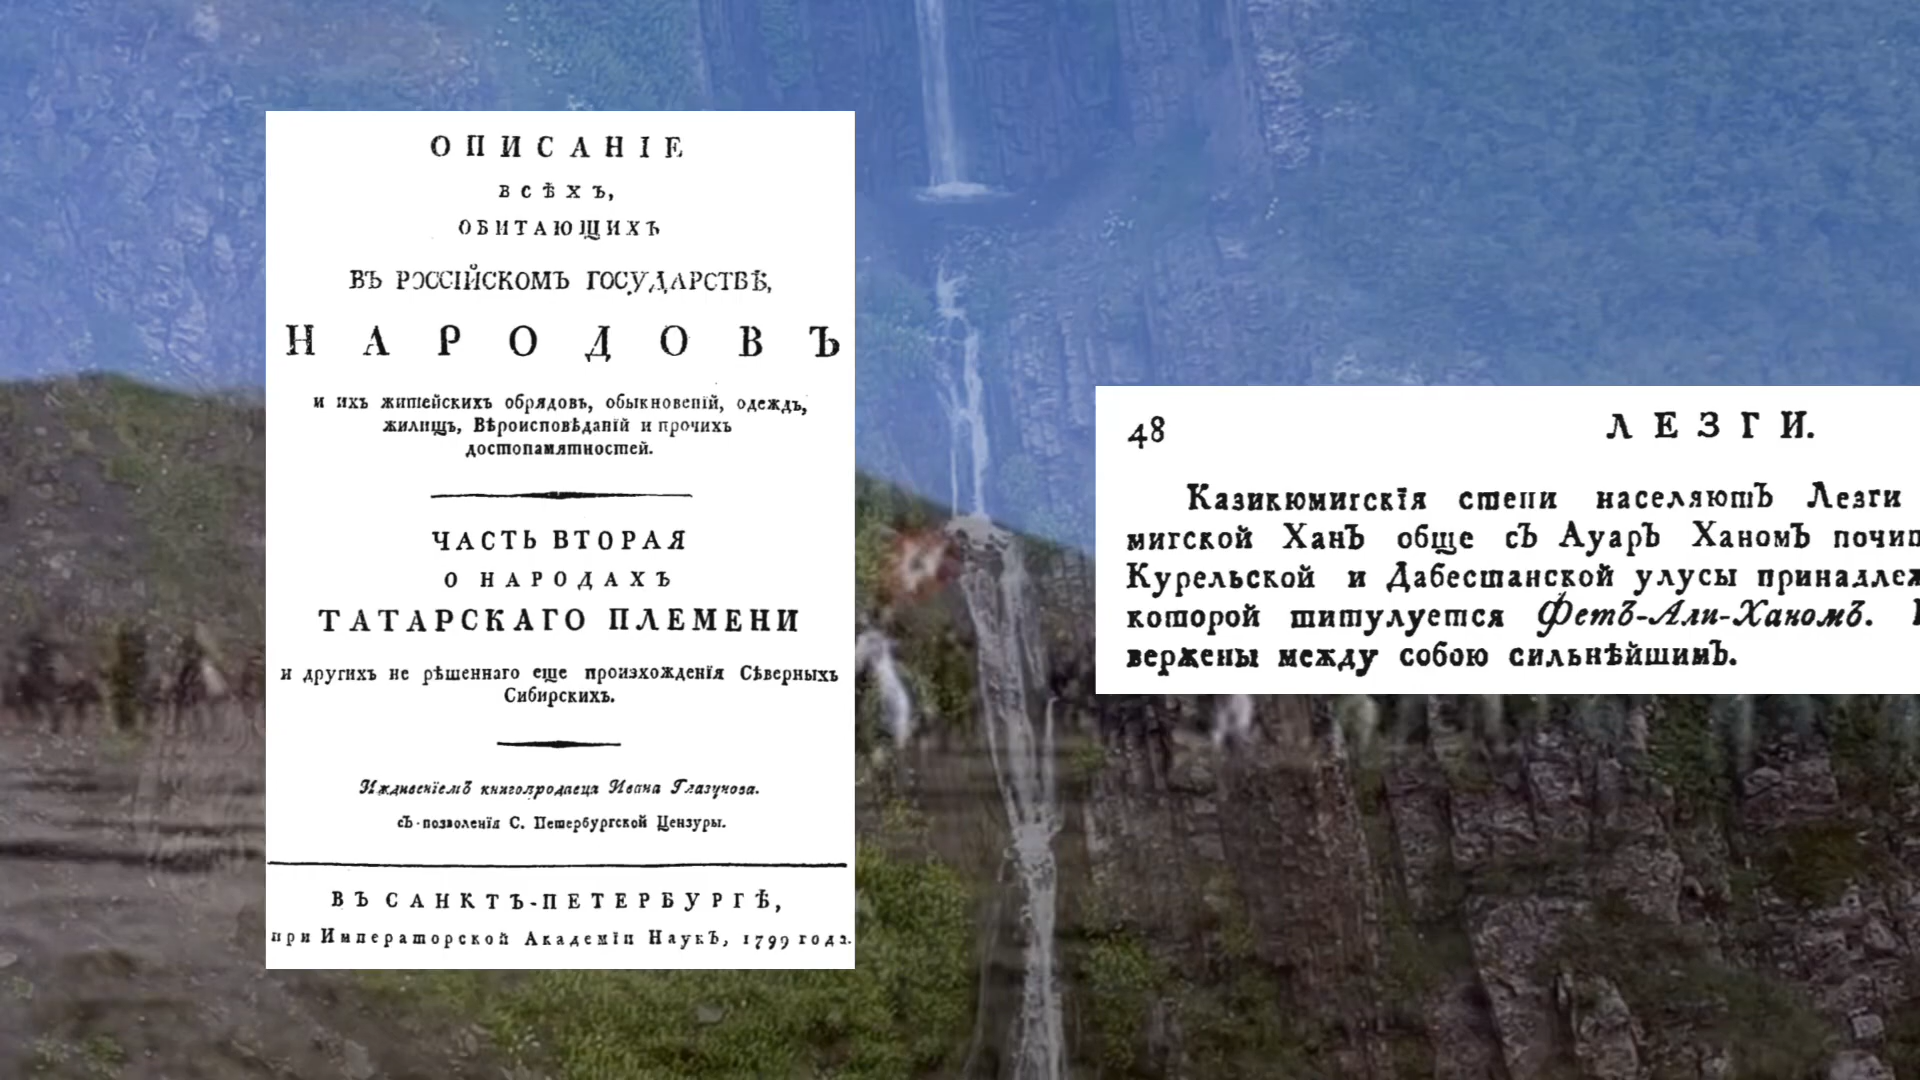 ОПИСАНІЕ
ВСѢХЪ,
ОБИТАЮЩИХЪ
ВЪ РОССІЙСКОМЪ ГОСУДАРСТВѢ,
НАРОДОВЪ
и ихъ житейскихъ обрядовъ, обыкновеній, одеждъ,
жилищъ, Вѣроисповѣданій и прочихъ
достопамятностей.
ЧАСТЬ ВТОРАЯ
О НАРОДАХЪ
ТАТАРСКАГО ПЛЕМЕНИ
и другихъ не рѣшеннаго еще произхожденія Сѣверныхъ
Сибирскихъ.
Иждивеніемъ книгопродавца Ивана Глазунова.
съ позволенія С. Петербургской Цензуры.
ВЪ САНКТЪ-ПЕТЕРБУРГѢ,
при Императорской Академіи Наукъ, 1799 года.
48 ЛЕЗГИ.
Казикюмигскія степи населяютъ Лезги
мигской Ханъ обще съ Ауаръ Ханомъ
Курельской и Дабестанской улусы
которой титулуется Фетъ-Али-Ханомъ.
вержены между собою сильнѣйшимъ.